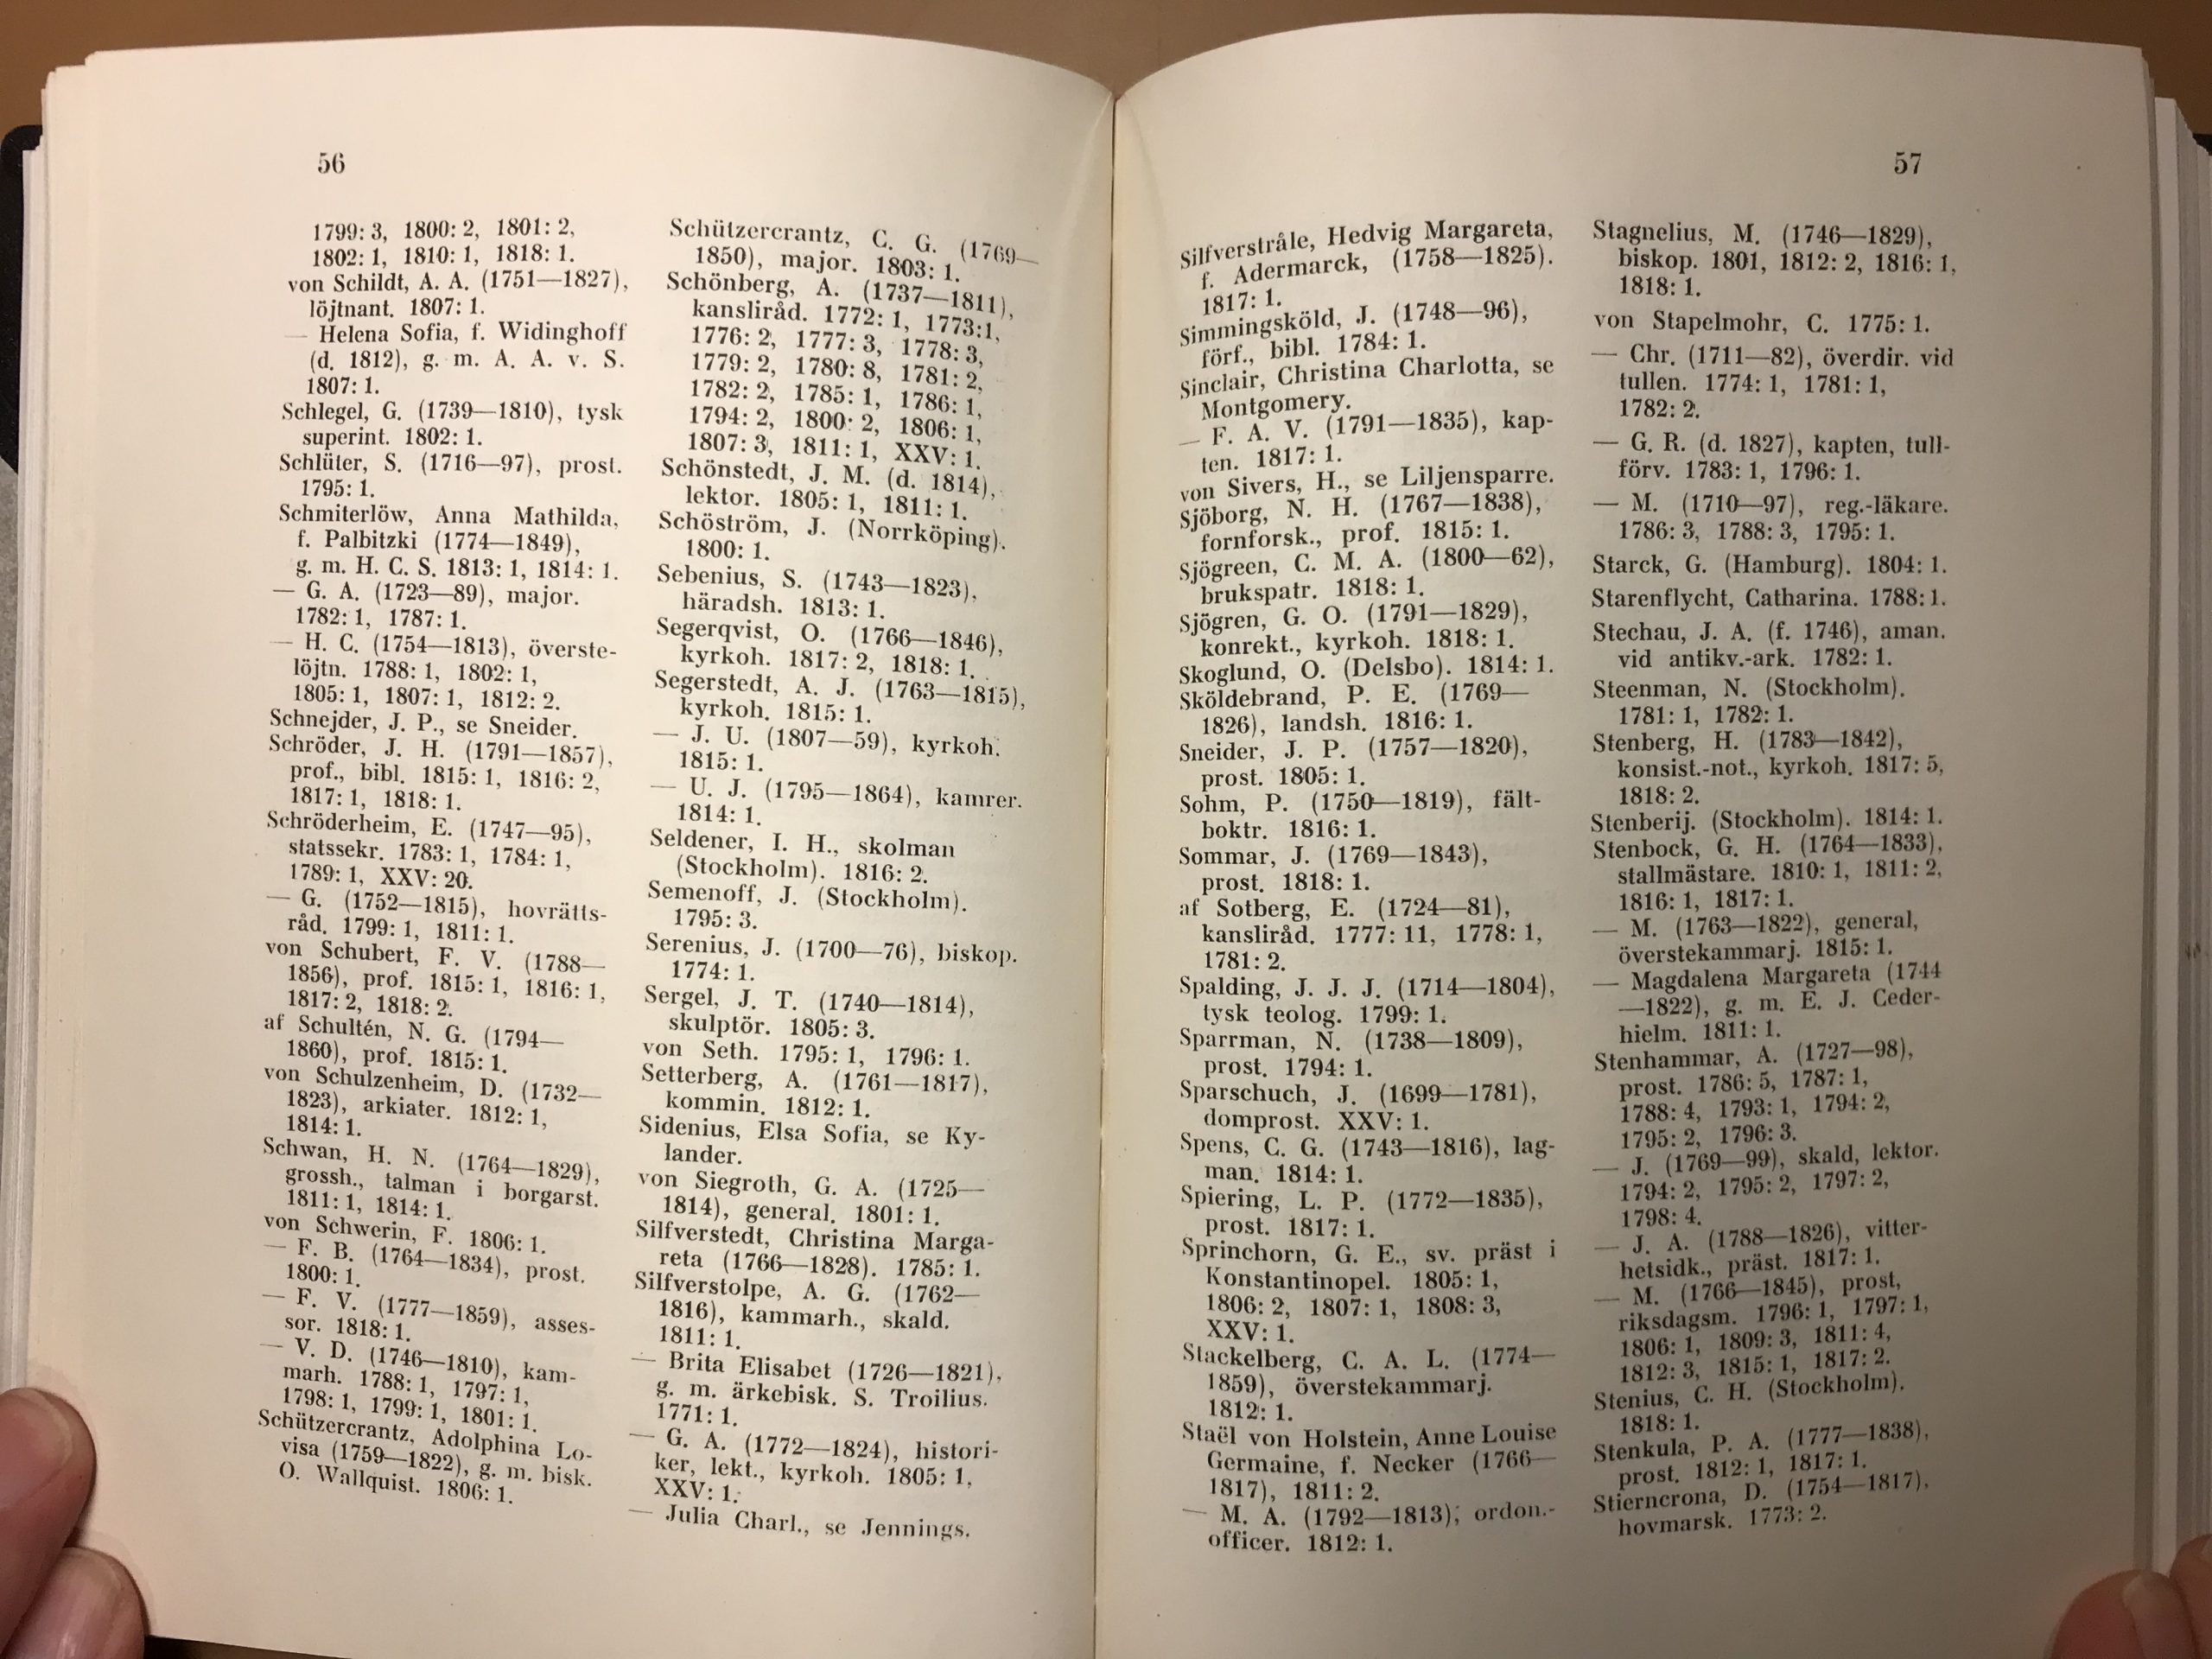 56
1799: 3, 1800: 2, 1801: 2,
1802: 1, 1810: 1, 1818: 1.
von Schildt, A. A. (1751—1827),
löjtnant. 1807: 1.
— Helena Sofia, f. Widinghoff
(d. 1812), g. m. A. A. v. S.
1807: 1.
Schlegel, G. (1739—1810), tysk
superint. 1802: 1.
Schlüter, S. (1716—97), prost.
1795: 1.
Schmiterlöw, Anna Mathilda,
f. Palbitzki (1774—1849),
g. m. H. C. S. 1813: 1, 1814: 1.
— G. A. (1723—89), major.
1782: 1, 1787: 1.
— H. C. (1754—1813), överste-
löjtn. 1788: 1, 1802: 1,
1805: 1, 1807: 1, 1812: 2.
Schnejder, J. P., se Sneider.
Schröder, J. H. (1791—1857),
prof., bibl. 1815: 1, 1816: 2,
1817: 1, 1818: 1.
Schröderheim, E. (1747—95),
statssekr. 1783: 1, 1784: 1,
1789: 1, XXV: 20.
— G. (1752—1815), hovrätts-
råd. 1799: 1, 1811: 1.
von Schubert, F. V. (1788—
1856), prof. 1815: 1, 1816: 1,
1817: 2, 1818: 2.
af Schultén, N. G. (1794—
1860), prof. 1815: 1.
von Schulzenheim, D. (1732—
1823), arkiater. 1812: 1,
1814: 1.
Schwan, H. N. (1764—1829),
grossh., talman i borgarst.
1811: 1, 1814: 1.
von Schwerin, F. 1806: 1.
— F. B. (1764—1834), prost.
1800: 1.
— F. V. (1777—1859), asses-
sor. 1818: 1.
— V. D. (1746—1810), kam-
marh. 1788: 1, 1797: 1,
1798: 1, 1799: 1, 1801: 1.
Schützercrantz, Adolphina Lo-
visa (1759—1822), g. m. bisk.
O. Wallquist. 1806: 1.
Schützercrantz, C. G. (1769—
1850), major. 1803: 1.
Schönberg, A. (1737—1811),
kansliråd. 1772: 1, 1773:1,
1776: 2, 1777: 3, 1778: 3,
1779: 2, 1780: 8, 1781: 2,
1782: 2, 1785: 1, 1786: 1,
1794: 2, 1800: 2, 1806: 1,
1807: 3, 1811: 1, XXV: 1.
Schönstedt, J. M. (d. 1814),
lektor. 1805: 1, 1811: 1.
Schöström, J. (Norrköping).
1800: 1.
Sebenius, S. (1743—1823),
häradsh. 1813: 1.
Segerqvist, O. (1766—1846),
kyrkoh. 1817: 2, 1818: 1.
Segerstedt, A. J. (1763—1815),
kyrkoh. 1815: 1.
— J. U. (1807—59), kyrkoh.
1815: 1.
— U. J. (1795—1864), kamrer.
1814: 1.
Seldener, I. H., skolman
(Stockholm). 1816: 2.
Semenoff, J. (Stockholm).
1795: 3.
Serenius, J. (1700—76), biskop.
1774: 1.
Sergel, J. T. (1740—1814),
skulptör. 1805: 3.
von Seth. 1795: 1, 1796: 1.
Setterberg, A. (1761—1817),
kommin. 1812: 1.
Sidenius, Elsa Sofia, se Ky-
lander.
von Siegroth, G. A. (1725—
1814), general. 1801: 1.
Silfverstedt, Christina Marga-
reta (1766—1828). 1785: 1.
Silfverstolpe, A. G. (1762—
1816), kammarh., skald.
1811: 1.
— Brita Elisabet (1726—1821),
g. m. ärkebisk. S. Troilius.
1771: 1.
— G. A. (1772—1824), histori-
ker, lekt., kyrkoh. 1805: 1,
XXV: 1.
— Julia Charl., se Jennings.
57
Silfverstråle, Hedvig Margareta,
f. Adermarck, (1758—1825).
1817: 1.
Simmingsköld, J. (1748—96),
förf., bibl. 1784: 1.
Sinclair, Christina Charlotta, se
Montgomery.
— F. A. V. (1791—1835), kap-
ten. 1817: 1.
von Sivers, H., se Liljensparre.
Sjöborg, N. H. (1767—1838),
fornforsk., prof. 1815: 1.
Sjögreen, C. M. A. (1800—62),
brukspatr. 1818: 1.
Sjögren, G. O. (1791—1829),
konrekt., kyrkoh. 1818: 1.
Skoglund, O. (Delsbo). 1814: 1.
Sköldebrand, P. E. (1769—
1826), landsh. 1816: 1.
Sneider, J. P. (1757—1820),
prost. 1805: 1.
Sohm, P. (1750—1819), fält-
boktr. 1816: 1.
Sommar, J. (1769—1843),
prost. 1818: 1.
af Sotberg, E. (1724—81),
kansliråd. 1777: 11, 1778: 1,
1781: 2.
Spalding, J. J. J. (1714—1804),
tysk teolog. 1799: 1.
Sparrman, N. (1738—1809),
prost. 1794: 1.
Sparschuch, J. (1699—1781),
domprost. XXV: 1.
Spens, C. G. (1743—1816), lag-
man. 1814: 1.
Spiering, L. P. (1772—1835),
prost. 1817: 1.
Sprinchorn, G. E., sv. präst i
Konstantinopel. 1805: 1,
1806: 2, 1807: 1, 1808: 3,
XXV: 1.
Stackelberg, C. A. L. (1774—
1859), överstekammarj.
1812: 1.
Staël von Holstein, Anne Louise
Germaine, f. Necker (1766—
1817), 1811: 2.
— M. A. (1792—1813); ordon.-
officer. 1812: 1.
Stagnelius, M. (1746—1829),
biskop. 1801, 1812: 2, 1816: 1,
1818: 1.
von Stapelmohr, C. 1775: 1.
— Chr. (1711—82), överdir. vid
tullen. 1774: 1, 1781: 1,
1782: 2.
— G. R. (d. 1827), kapten, tull-
förv. 1783: 1, 1796: 1.
— M. (1710—97), reg.-läkare.
1786: 3, 1788: 3, 1795: 1.
Starck, G. (Hamburg). 1804: 1.
Starenflycht, Catharina. 1788: 1.
Stechau, J. A. (f. 1746), aman.
vid antikv.-ark. 1782: 1.
Steenman, N. (Stockholm).
1781: 1, 1782: 1.
Stenberg, H. (1783—1842),
konsist.-not., kyrkoh. 1817: 5,
1818: 2.
Stenberij. (Stockholm). 1814: 1.
Stenbock, G. H. (1764—1833),
stallmästare. 1810: 1, 1811: 2,
1816: 1, 1817: 1.
— M. (1763—1822), general,
överstekammarj. 1815: 1.
— Magdalena Margareta (1744
—1822), g. m. E. J. Ceder-
hielm. 1811: 1.
Stenhammar, A. (1727—98),
prost. 1786: 5, 1787: 1,
1788: 4, 1793: 1, 1794: 2,
1795: 2, 1796: 3.
— J. (1769—99), skald, lektor.
1794: 2, 1795: 2, 1797: 2,
1798: 4.
— J. A. (1788—1826), vitter-
hetsidk., präst. 1817: 1.
— M. (1766—1845), prost,
riksdagsm. 1796: 1, 1797: 1,
1806: 1, 1809: 3, 1811: 4,
1812: 3, 1815: 1, 1817: 2.
Stenius, C. H. (Stockholm).
1818: 1.
Stenkula, P. A. (1777—1838),
prost. 1812: 1, 1817: 1.
Stierncrona, D. (1754—1817),
hovmarsk. 1773: 2.